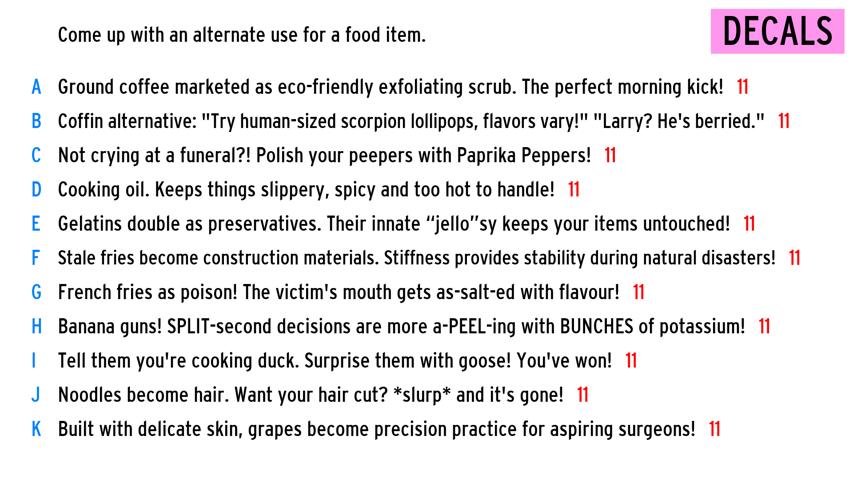 Come up with an alternate use for a food item.
DECALS
A Ground coffee marketed as eco-friendly exfoliating scrub. The perfect morning kick! 11
B Coffin alternative: "Try human-sized scorpion lollipops, flavors vary!" "Larry? He's berried." 11
C Not crying at a funeral?! Polish your peepers with Paprika Peppers! 11
D Cooking oil. Keeps things slippery, spicy and too hot to handle! 11
E Gelatins double as preservatives. Their innate “jello”sy keeps your items untouched! 11
F Stale fries become construction materials. Stiffness provides stability during natural disasters! 11
G French fries as poison! The victim's mouth gets as-salt-ed with flavour! 11
H Banana guns! SPLIT-second decisions are more a-PEEL-ing with BUNCHES of potassium! 11
I Tell them you're cooking duck. Surprise them with goose! You've won! 11
J Noodles become hair. Want your hair cut? *slurp* and it's gone! 11
K Built with delicate skin, grapes become precision practice for aspiring surgeons! 11